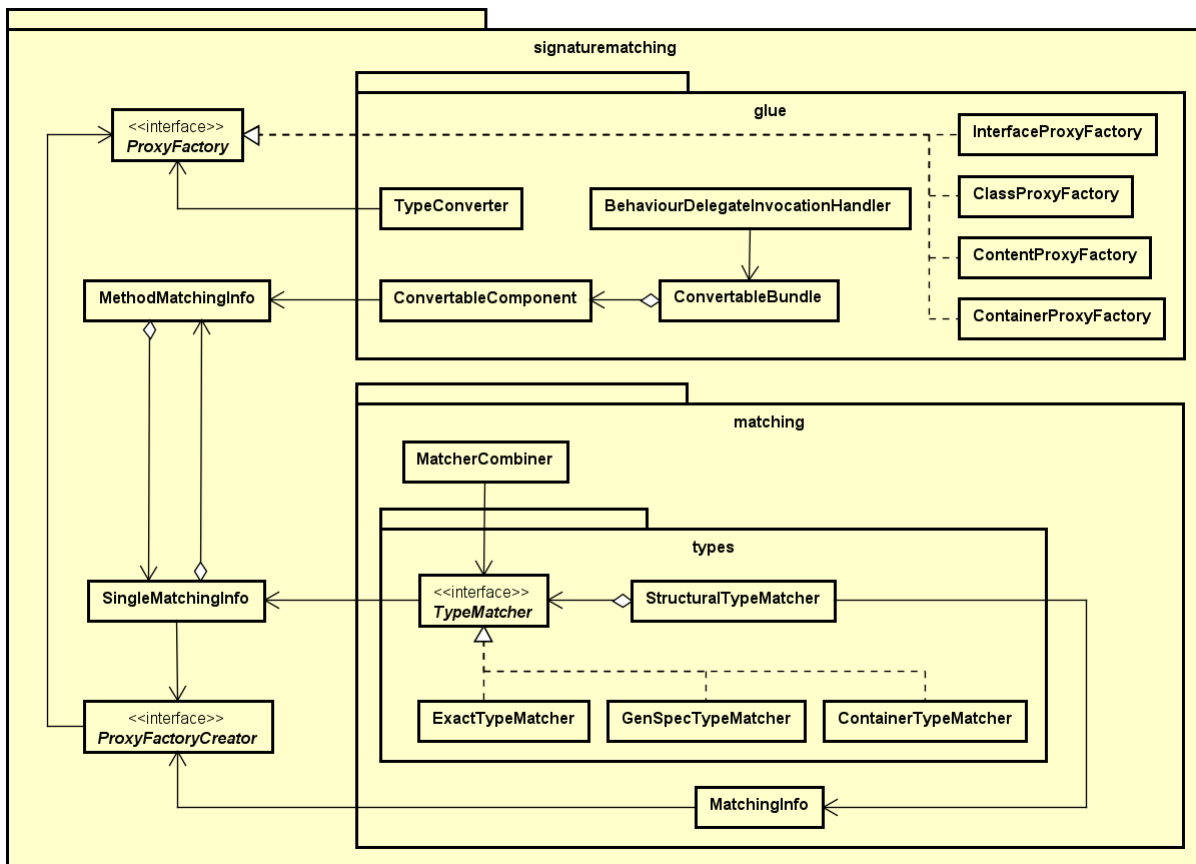 signaturematching
glue
<<interface>>
ProxyFactory
InterfaceProxyFactory
TypeConverter
BehaviourDelegateInvocationHandler
ClassProxyFactory
ContentProxyFactory
MethodMatchingInfo
ConvertableComponent
ConvertableBundle
ContainerProxyFactory
matching
MatcherCombiner
types
SingleMatchingInfo
<<interface>>
TypeMatcher
StructuralTypeMatcher
<<interface>>
ProxyFactoryCreator
ExactTypeMatcher
GenSpecTypeMatcher
ContainerTypeMatcher
MatchingInfo